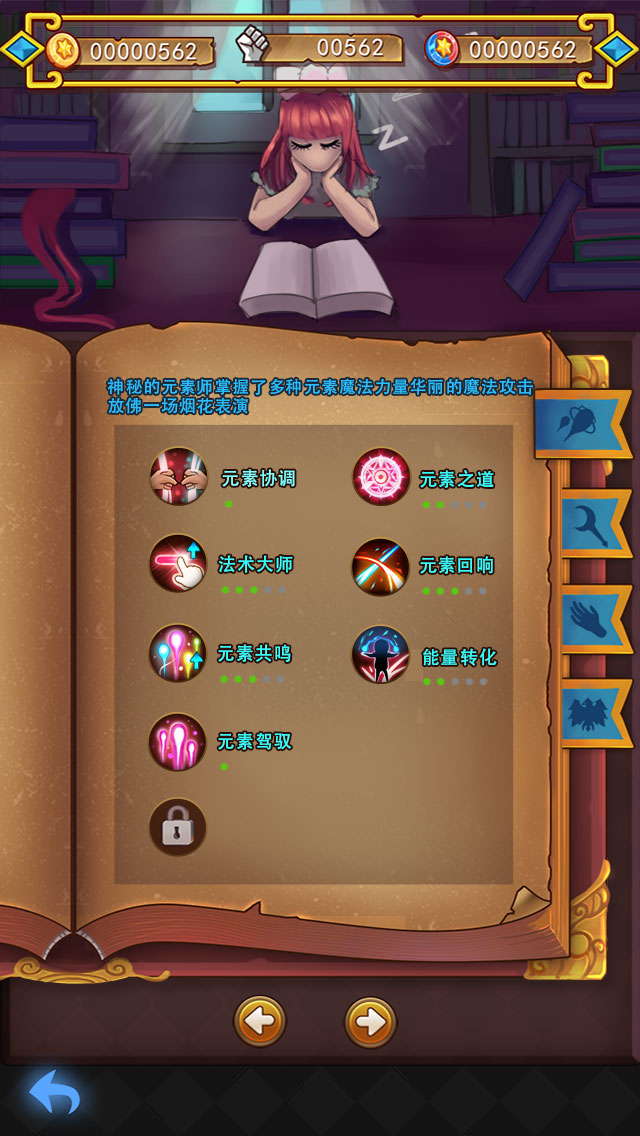 00000562
00562
00000562
神秘的元素师掌握了多种元素魔法力量华丽的魔法攻击
放佛一场烟花表演
元素协调
元素之道
法术大师
元素回响
元素共鸣
能量转化
元素驾驭